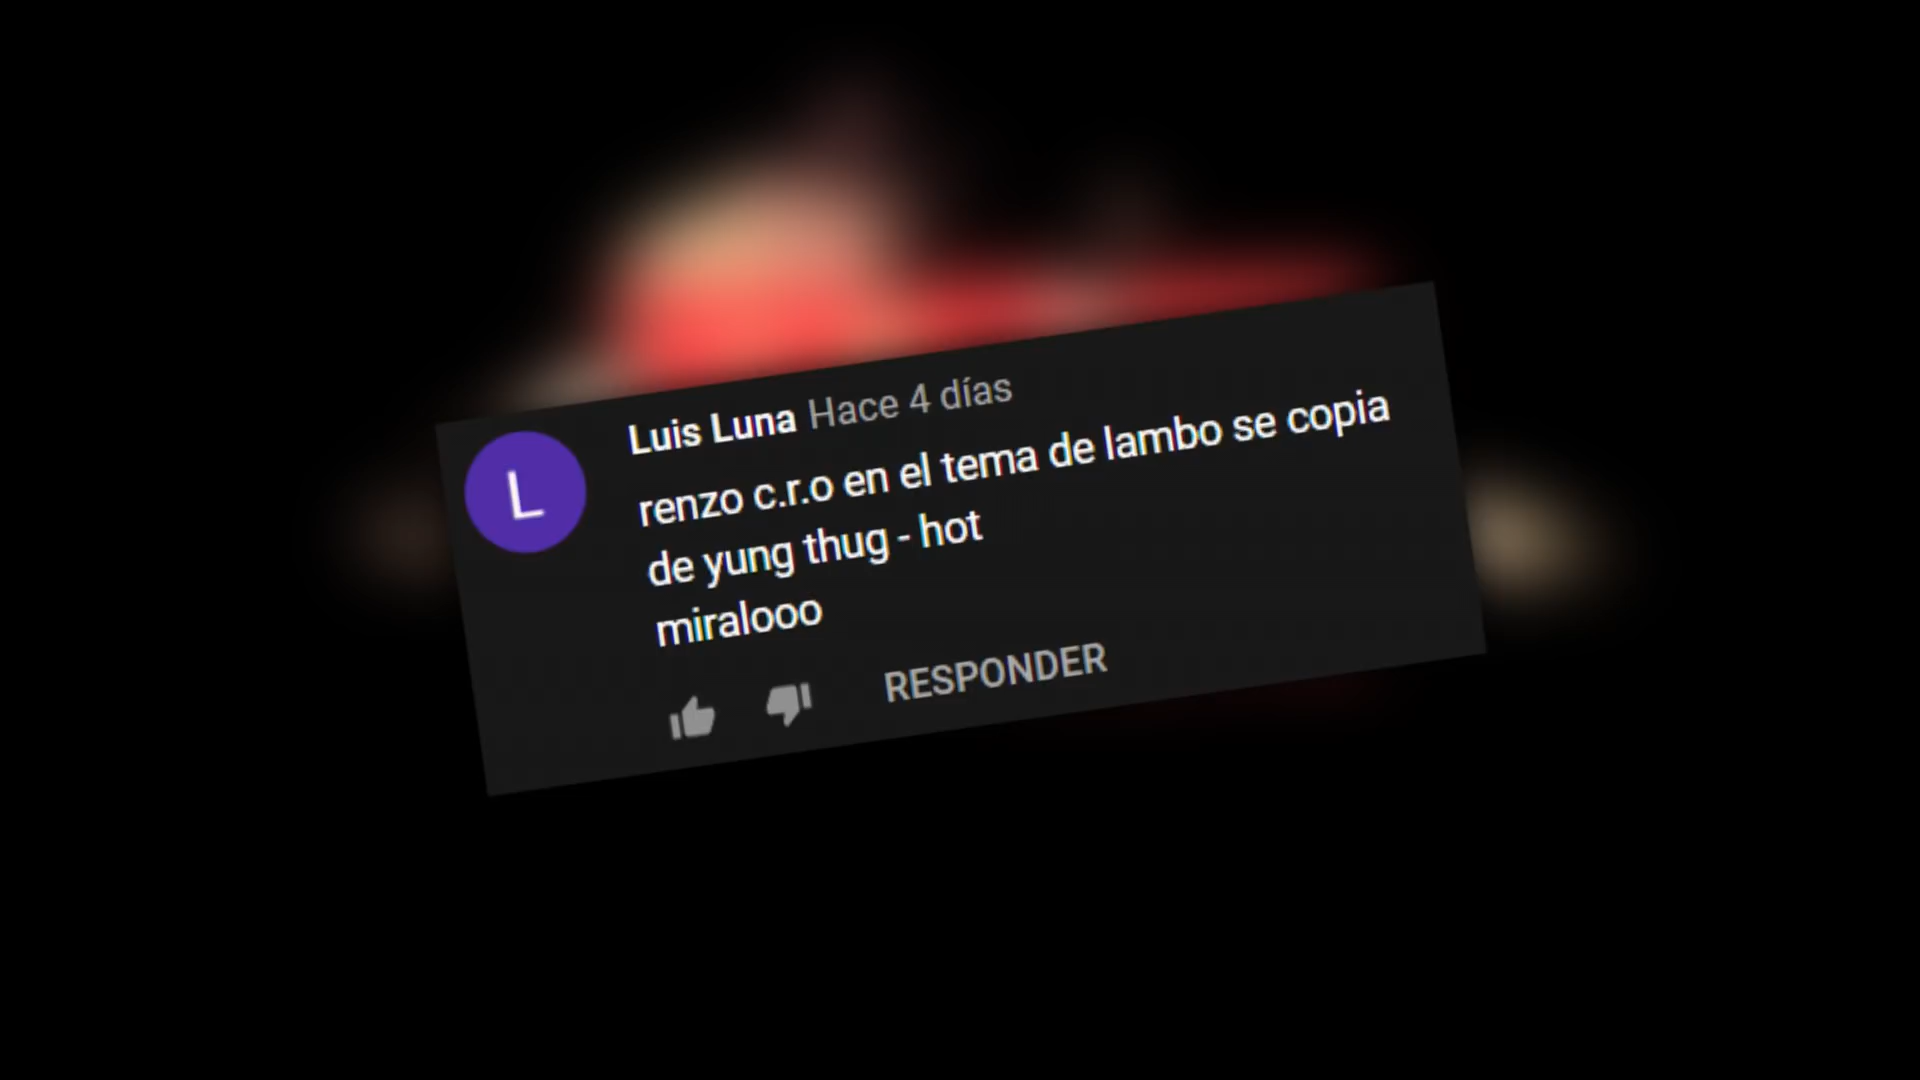 Luis Luna Hace 4 días
renzo c.r.o en el tema de lambo se copia
de yung thug - hot
miralooo
RESPONDER
L